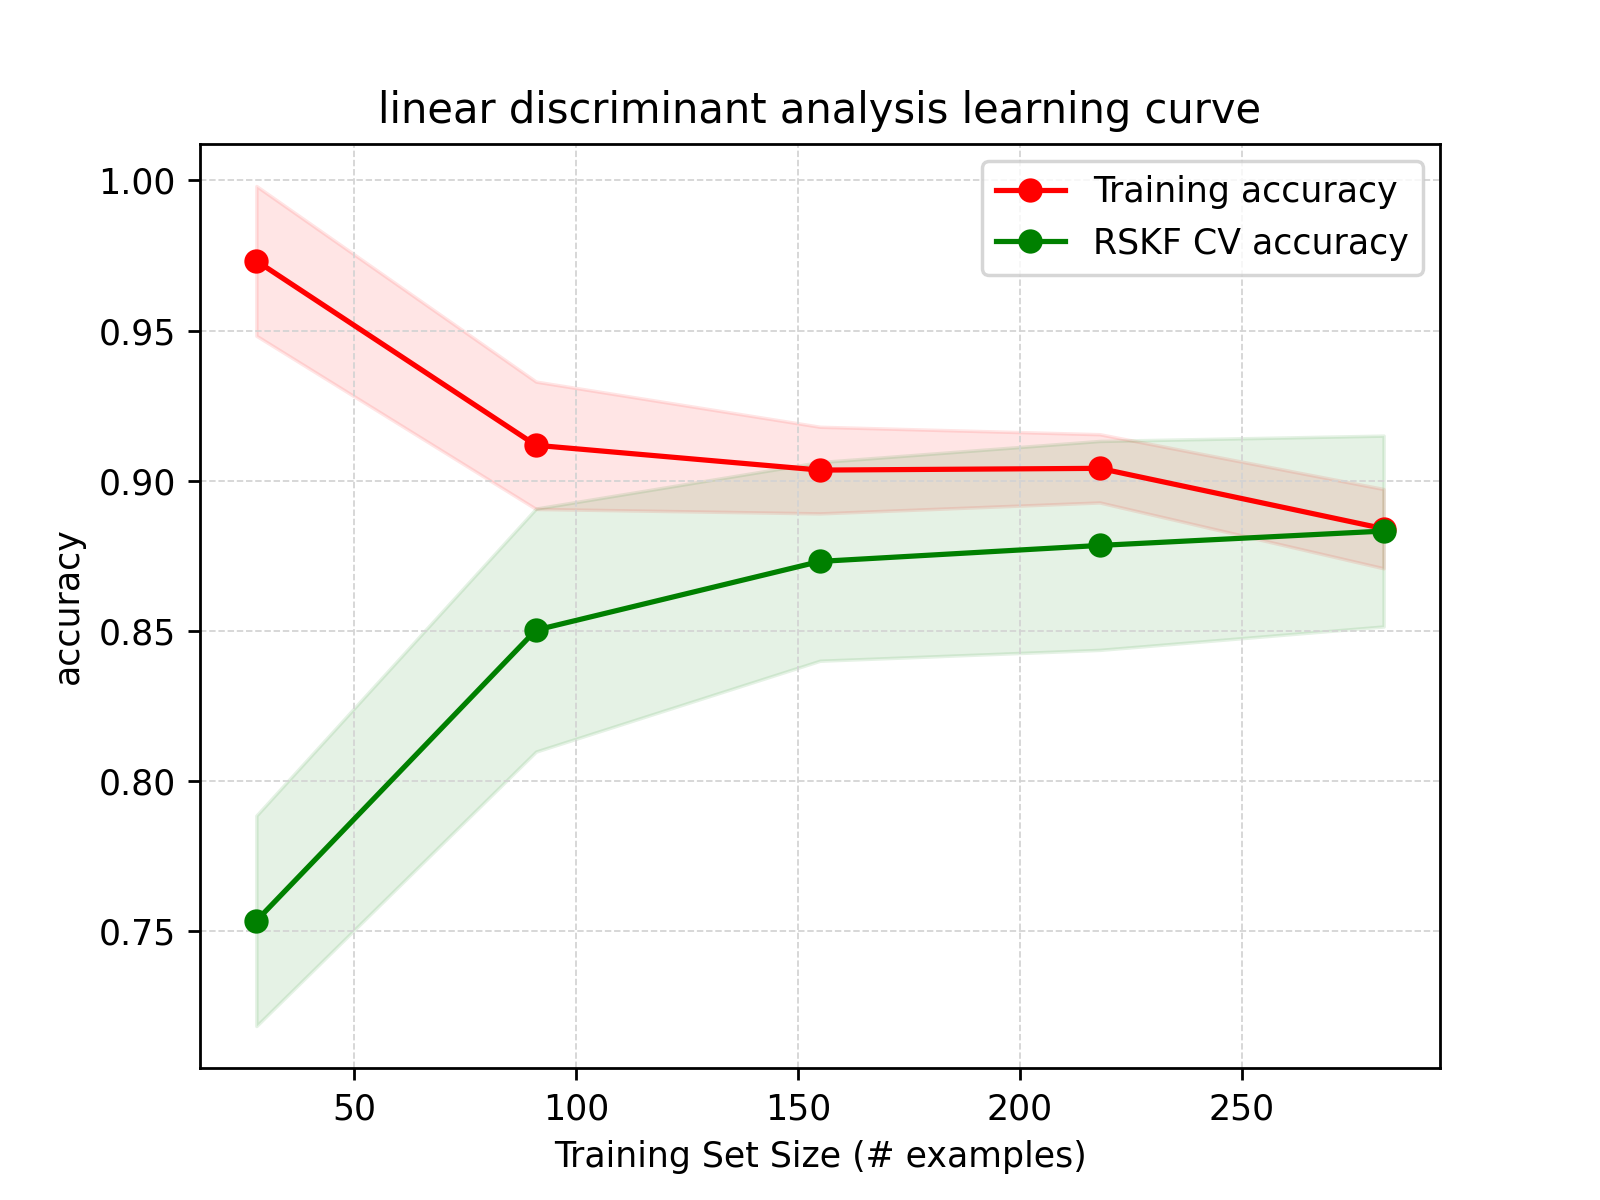 linear discriminant analysis learning curve
Training accuracy
RSKF CV accuracy
1.00
0.95
0.90
0.85
0.80
0.75
accuracy
50 100 150 200 250
Training Set Size (# examples)